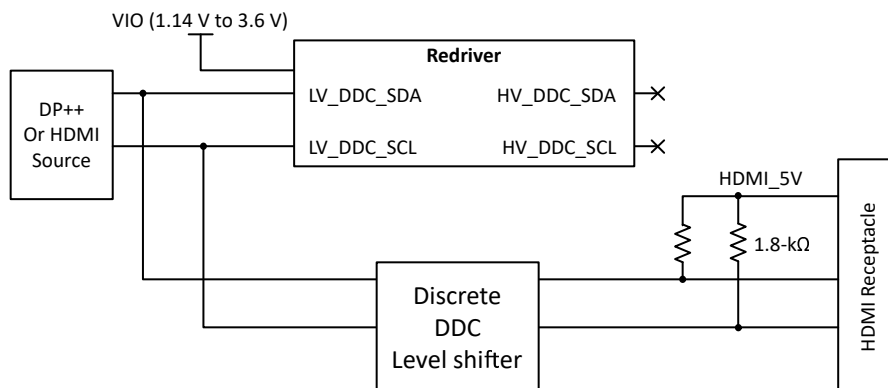 VIO (1.14 V to 3.6 V)
Redriver
DP++
Or HDMI
Source
LV_DDC_SDA
HV_DDC_SDA
LV_DDC_SCL
HV_DDC_SCL
HDMI_5V
1.8-kΩ
HDMI Receptacle
Discrete
DDC
Level shifter